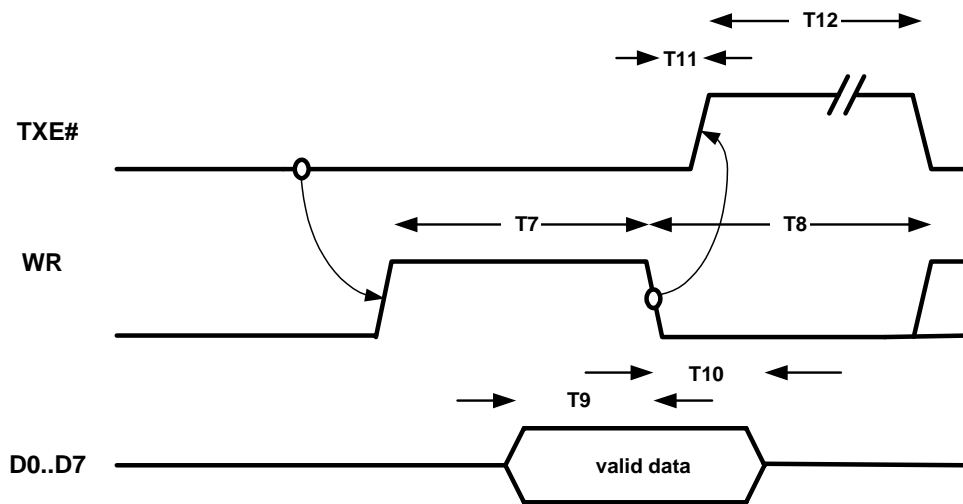 T12
T11
TXE#
T7
T8
WR
T10
T9
D0..D7
valid data